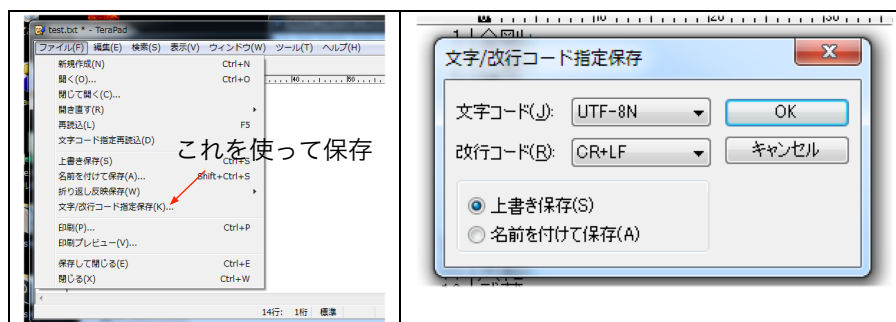 test.txt * - TeraPad
ファイル(F) 編集(E) 検索(S) 表示(V) ウィンドウ(W) ツール(T) ヘルプ(H)
新規作成(N) Ctrl+N
開く(O)... Ctrl+O
閉じて開く(C)...
開き直す(R)
再読込(L) F5
文字コード指定再読込(D)
これを使って保存
上書き保存(S) Ctrl+S
名前を付けて保存(A)... Shift+Ctrl+S
折り返し反映保存(W)
文字/改行コード指定保存(K)...
印刷(P)... Ctrl+P
印刷プレビュー(V)...
保存して閉じる(E) Ctrl+E
閉じる(X) Ctrl+W
14行: 1桁 標準
文字/改行コード指定保存
文字コード(J): UTF-8N OK
改行コード(R): CR+LF キャンセル
上書き保存(S)
名前を付けて保存(A)